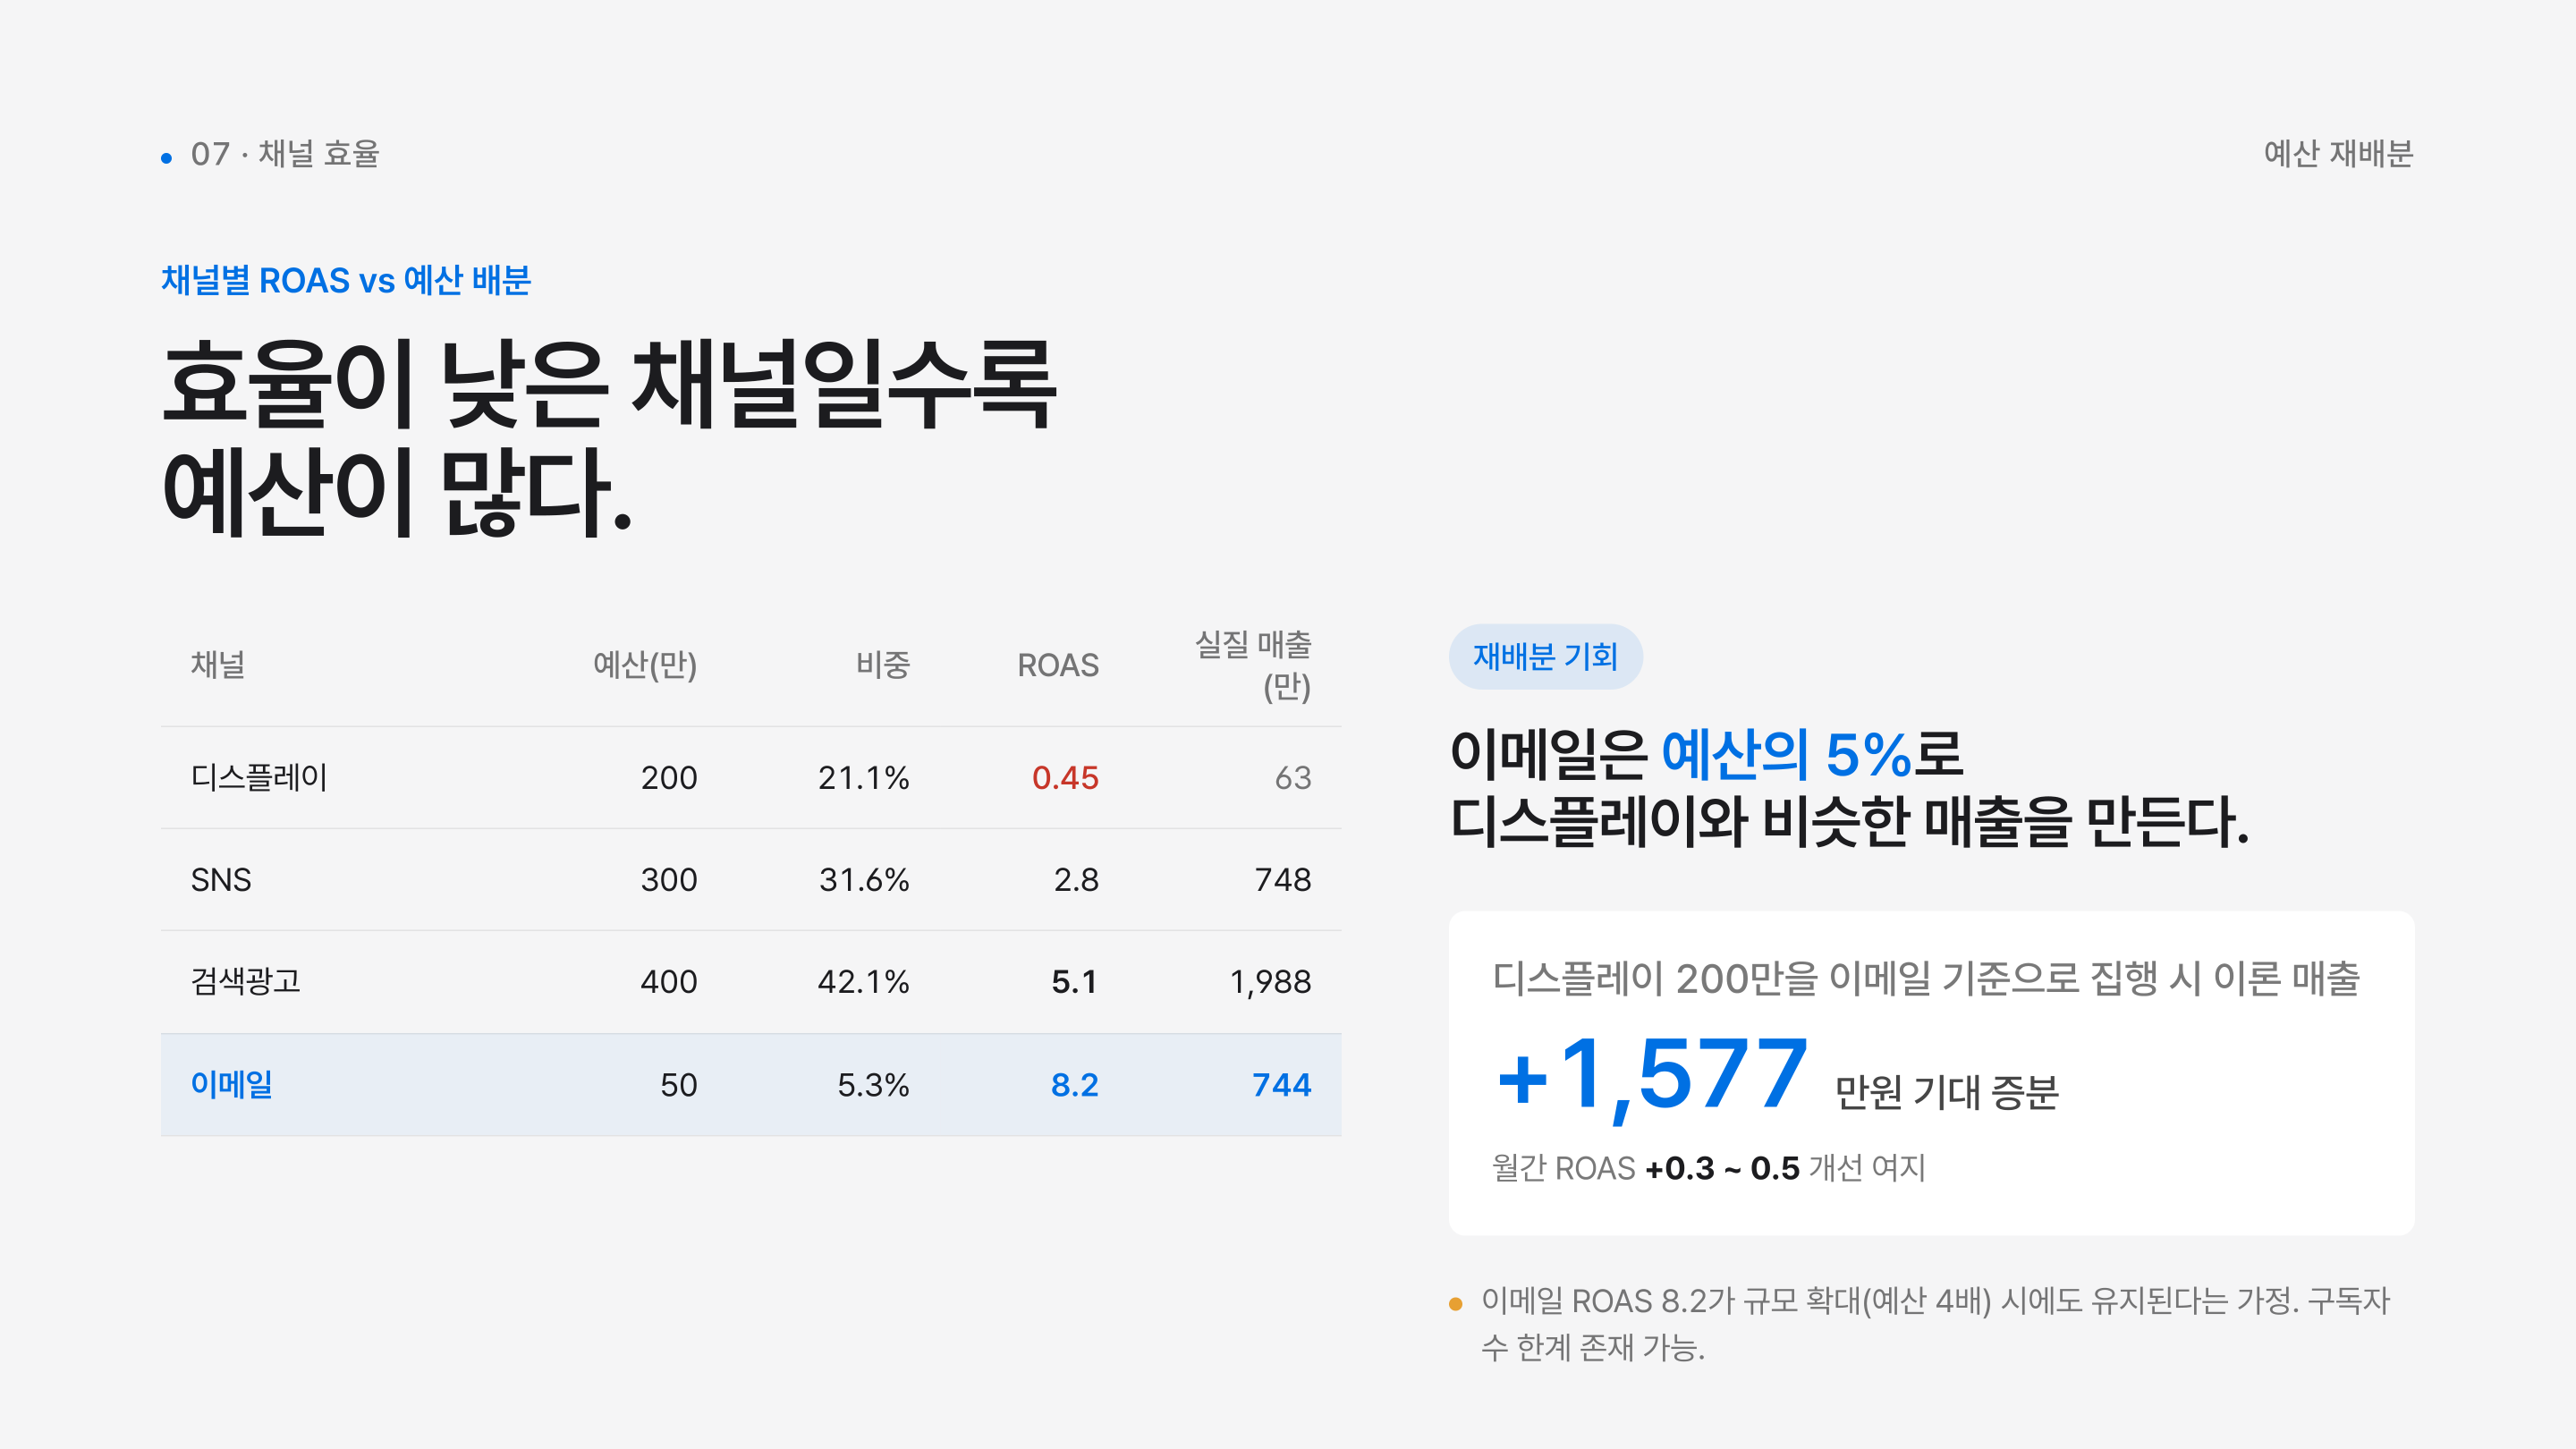 07 · 채널 효율
예산 재배분
채널별 ROAS vs 예산 배분
효율이 낮은 채널일수록
예산이 많다.
채널 예산(만) 비중 ROAS 실질 매출
(만)
디스플레이 200 21.1% 0.45 63
SNS 300 31.6% 2.8 748
검색광고 400 42.1% 5.1 1,988
이메일 50 5.3% 8.2 744
재배분 기회
이메일은 예산의 5%로
디스플레이와 비슷한 매출을 만든다.
디스플레이 200만을 이메일 기준으로 집행 시 이론 매출
+1,577 만원 기대 증분
월간 ROAS +0.3 ~ 0.5 개선 여지
이메일 ROAS 8.2가 규모 확대(예산 4배) 시에도 유지된다는 가정. 구독자
수 한계 존재 가능.